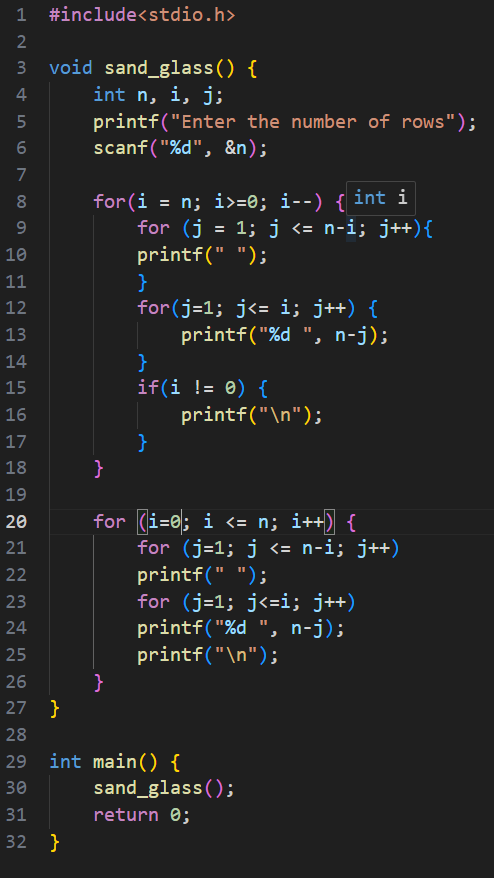 1 #include<stdio.h>
2
3 void sand_glass() {
4     int n, i, j;
5     printf("Enter the number of rows");
6     scanf("%d", &n);
7
8     for(i = n; i>=0; i--) { int i
9         for (j = 1; j <= n-i; j++){
10         printf(" ");
11         }
12         for(j=1; j<= i; j++) {
13             printf("%d ", n-j);
14         }
15         if(i != 0) {
16             printf("\n");
17         }
18     }
19
20     for (i=0; i <= n; i++) {
21         for (j=1; j <= n-i; j++)
22         printf(" ");
23         for (j=1; j<=i; j++)
24         printf("%d ", n-j);
25         printf("\n");
26     }
27 }
28
29 int main() {
30     sand_glass();
31     return 0;
32 }